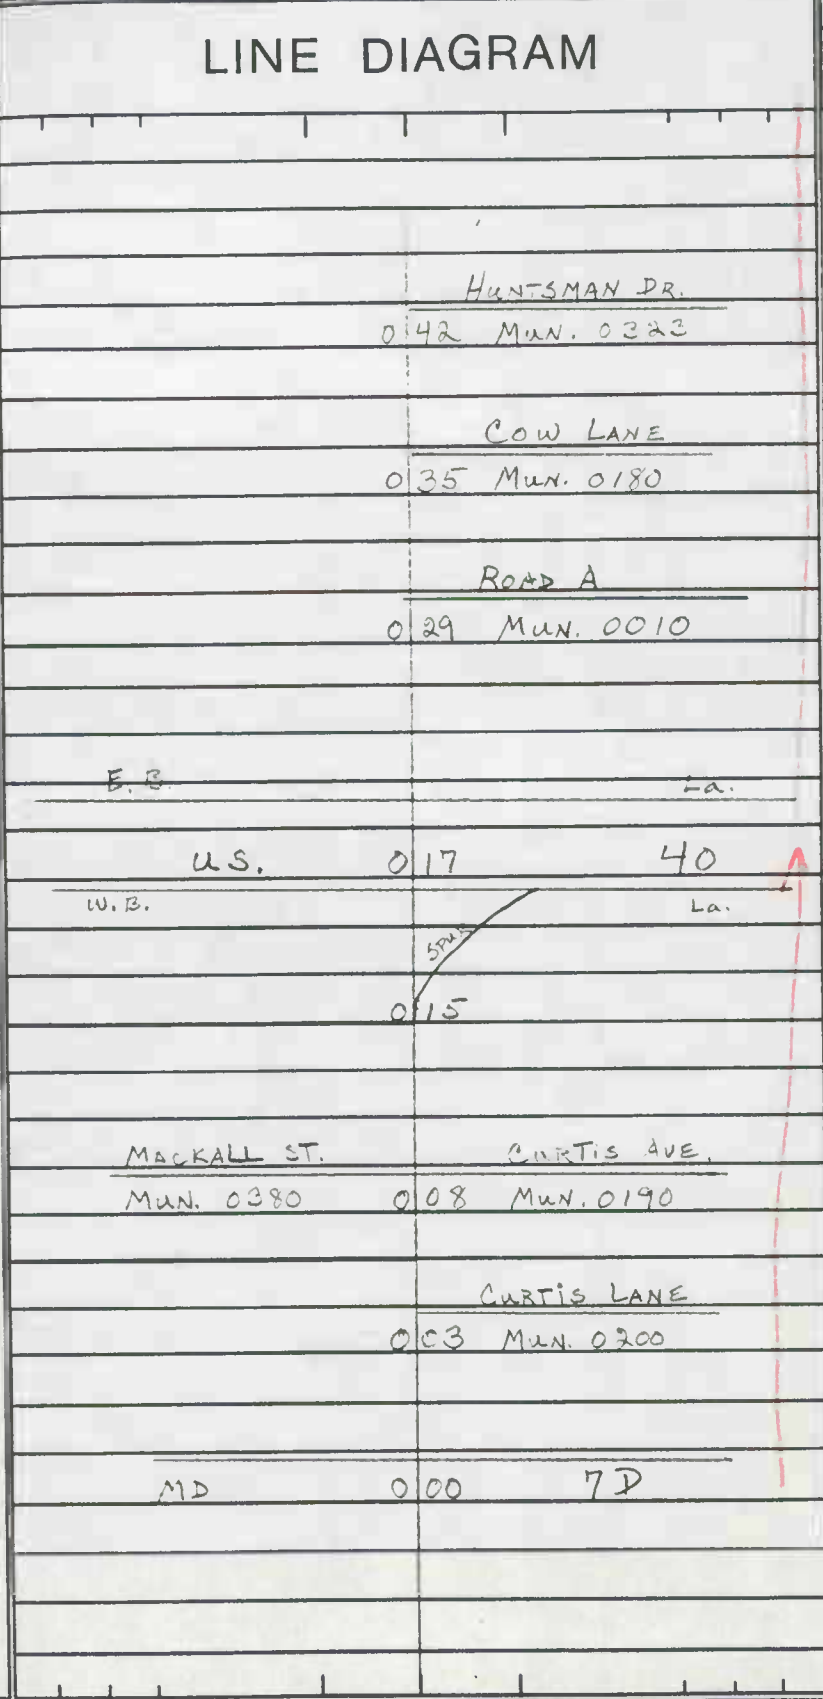 LINE DIAGRAM
HUNTSMAN DR.
0 42 MUN. 0323
COW LANE
0 35 MUN. 0180
ROAD A
0 29 MUN. 0010
E. B. La.
U.S. 0 17 40
W. B. La.
SPUR
0 15
MACKALL ST. CURTIS AVE.
MUN. 0380 0 08 MUN. 0190
CURTIS LANE
0 03 MUN. 0200
MD 0 00 7 D